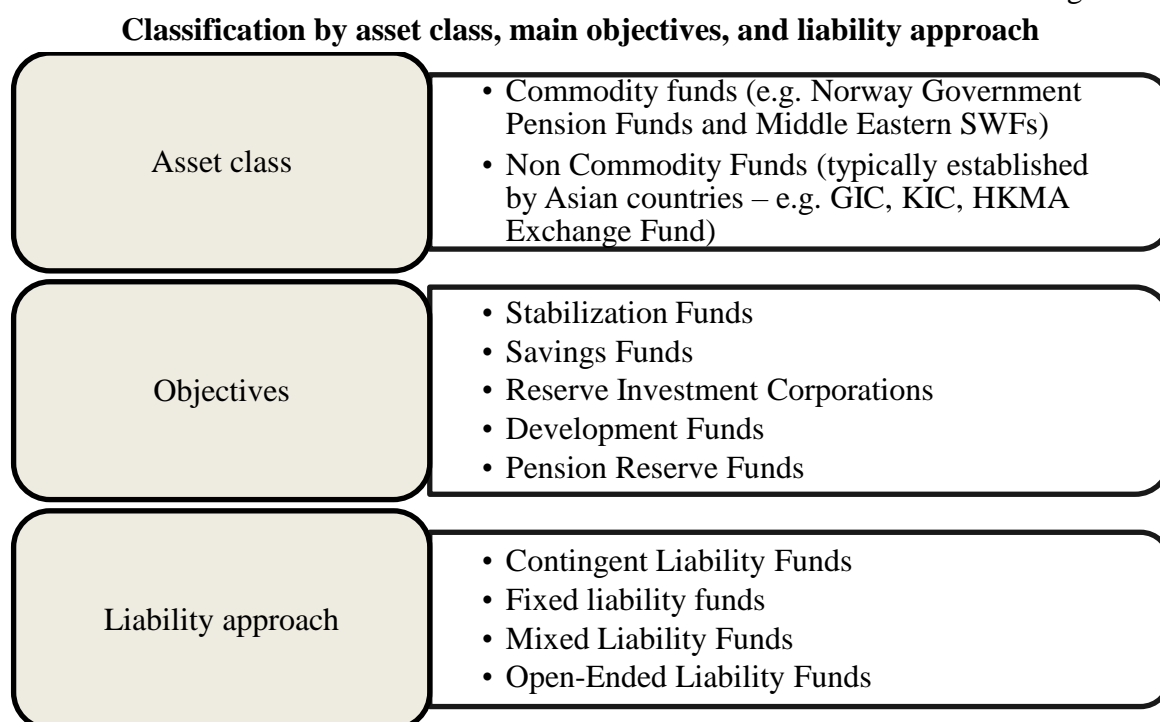 Classification by asset class, main objectives, and liability approach
Asset class
• Commodity funds (e.g. Norway Government
Pension Funds and Middle Eastern SWFs)
• Non Commodity Funds (typically established
by Asian countries – e.g. GIC, KIC, HKMA
Exchange Fund)
Objectives
• Stabilization Funds
• Savings Funds
• Reserve Investment Corporations
• Development Funds
• Pension Reserve Funds
Liability approach
• Contingent Liability Funds
• Fixed liability funds
• Mixed Liability Funds
• Open-Ended Liability Funds